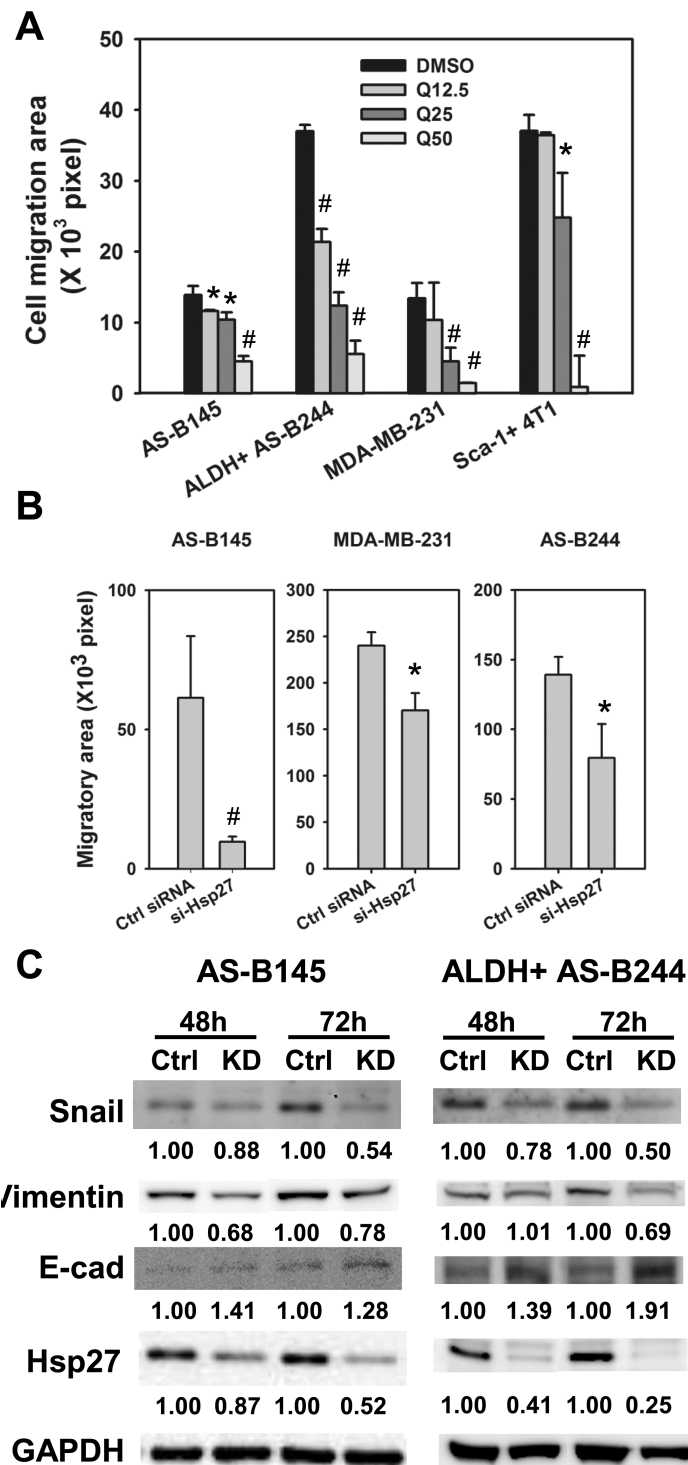 A
50
40
30
20
10
0
Cell migration area
(X 10³ pixel)
DMSO
Q12.5
Q25
Q50
* * #
# # #
# #
* #
AS-B145
ALDH+ AS-B244
MDA-MB-231
Sca-1+ 4T1
B
AS-B145 MDA-MB-231 AS-B244
Migratory area (X10³ pixel)
100
50
0
#
Ctrl siRNA
si-Hsp27
300
250
200
150
100
50
0
*
Ctrl siRNA
si-Hsp27
200
150
100
50
0
*
Ctrl siRNA
si-Hsp27
C
AS-B145 ALDH+ AS-B244
48h 72h 48h 72h
Ctrl KD Ctrl KD Ctrl KD Ctrl KD
Snail
1.00 0.88 1.00 0.54 1.00 0.78 1.00 0.50
Vimentin
1.00 0.68 1.00 0.78 1.00 1.01 1.00 0.69
E-cad
1.00 1.41 1.00 1.28 1.00 1.39 1.00 1.91
Hsp27
1.00 0.87 1.00 0.52 1.00 0.41 1.00 0.25
GAPDH